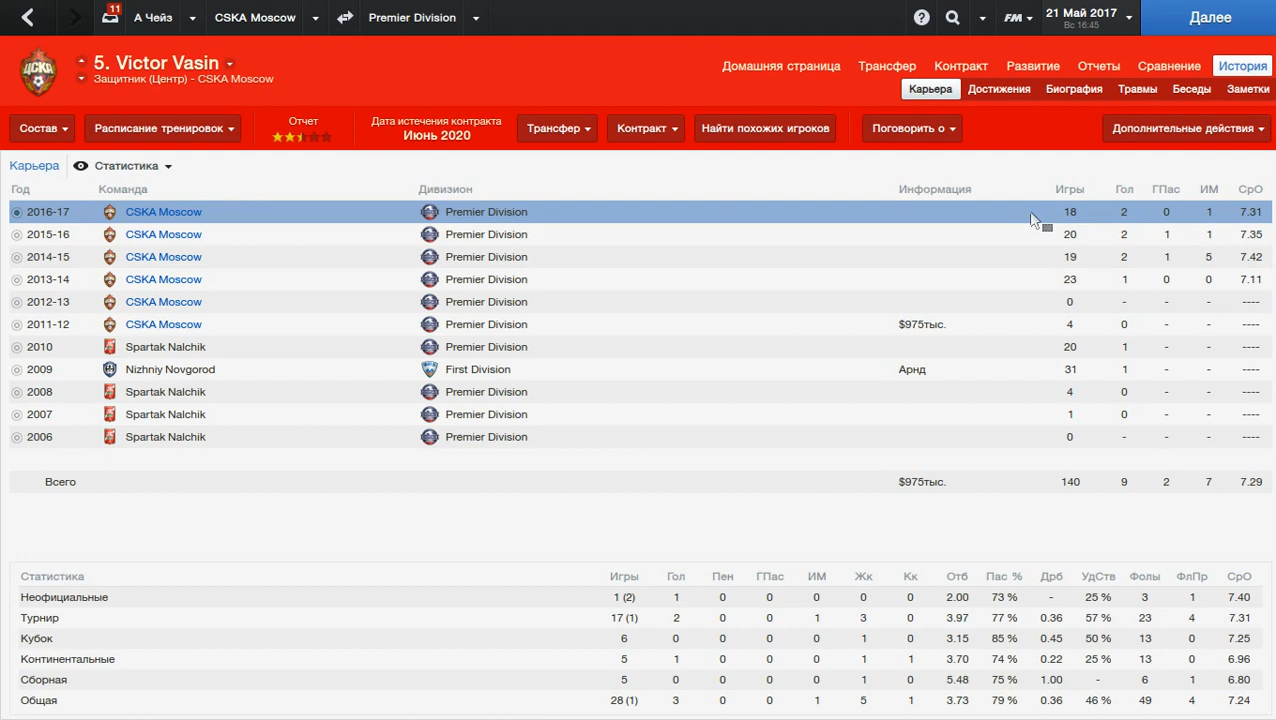 11 А Чейз CSKA Moscow Premier Division ? FM 21 Май 2017 Вс 16:45 Далее
5. Victor Vasin
Защитник (Центр) - CSKA Moscow
Домашняя страница Трансфер Контракт Развитие Отчеты Сравнение История
Карьера Достижения Биография Травмы Беседы Заметки
Состав Расписание тренировок Отчет Дата истечения контракта Июнь 2020 Трансфер Контракт Найти похожих игроков Поговорить о Дополнительные действия
Карьера Статистика
Год Команда Дивизион Информация Игры Гол ГПас ИМ СрО
2016-17 CSKA Moscow Premier Division 18 2 0 1 7.31
2015-16 CSKA Moscow Premier Division 20 2 1 1 7.35
2014-15 CSKA Moscow Premier Division 19 2 1 5 7.42
2013-14 CSKA Moscow Premier Division 23 1 0 0 7.11
2012-13 CSKA Moscow Premier Division 0 - - - ----
2011-12 CSKA Moscow Premier Division $975тыс. 4 0 - - ----
2010 Spartak Nalchik Premier Division 20 1 - - ----
2009 Nizhniy Novgorod First Division Арнд 31 1 - - ----
2008 Spartak Nalchik Premier Division 4 0 - - ----
2007 Spartak Nalchik Premier Division 1 0 - - ----
2006 Spartak Nalchik Premier Division 0 - - - ----
Всего $975тыс. 140 9 2 7 7.29
Статистика Игры Гол Пен ГПас ИМ Жк Кк Отб Пас % Дрб УдСтв Фолы ФлПр СрО
Неофициальные 1 (2) 1 0 0 0 0 0 2.00 73 % - 25 % 3 1 7.40
Турнир 17 (1) 2 0 0 1 3 0 3.97 77 % 0.36 57 % 23 4 7.31
Кубок 6 0 0 0 0 1 0 3.15 85 % 0.45 50 % 13 0 7.25
Континентальные 5 1 0 0 0 1 1 3.70 74 % 0.22 25 % 13 0 6.96
Сборная 5 0 0 0 0 1 0 5.48 75 % 1.00 - 6 1 6.80
Общая 28 (1) 3 0 0 1 5 1 3.73 79 % 0.36 46 % 49 4 7.24